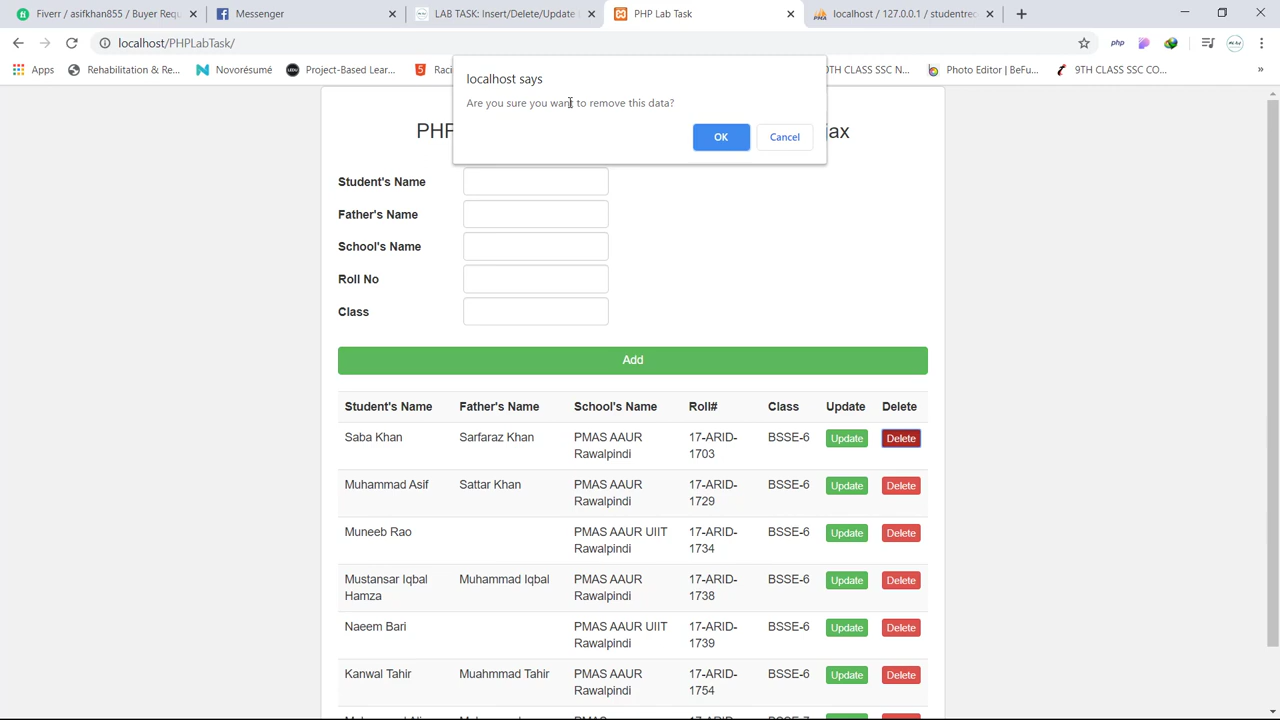 Fiverr / asifkhan855 / Buyer Requ
Messenger
LAB TASK: Insert/Delete/Update
PHP Lab Task
localhost / 127.0.0.1 / studentrec
localhost/PHPLabTask/
php
Apps
Rehabilitation & Re...
Novorésumé
Project-Based Lear...
TH CLASS SSC N...
Photo Editor | BeFu...
9TH CLASS SSC CO...
localhost says
Are you sure you want to remove this data?
OK
Cancel
Student's Name
Father's Name
School's Name
Roll No
Class
Add
Student's Name Father's Name School's Name Roll# Class Update Delete
Saba Khan Sarfaraz Khan PMAS AAUR 17-ARID- BSSE-6 Update Delete
Rawalpindi 1703
Muhammad Asif Sattar Khan PMAS AAUR 17-ARID- BSSE-6 Update Delete
Rawalpindi 1729
Muneeb Rao PMAS AAUR UIIT 17-ARID- BSSE-6 Update Delete
Rawalpindi 1734
Mustansar Iqbal Muhammad Iqbal PMAS AAUR 17-ARID- BSSE-6 Update Delete
Hamza Rawalpindi 1738
Naeem Bari PMAS AAUR UIIT 17-ARID- BSSE-6 Update Delete
Rawalpindi 1739
Kanwal Tahir Muahmmad Tahir PMAS AAUR 17-ARID- BSSE-6 Update Delete
Rawalpindi 1754